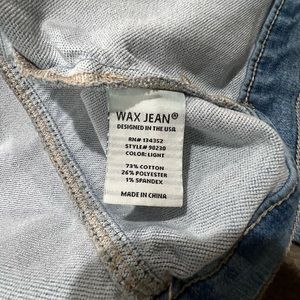 WAX JEAN®
DESIGNED IN THE USA
RN# 134352
STYLE# 90230
COLOR: LIGHT
73% COTTON
26% POLYESTER
1% SPANDEX
MADE IN CHINA